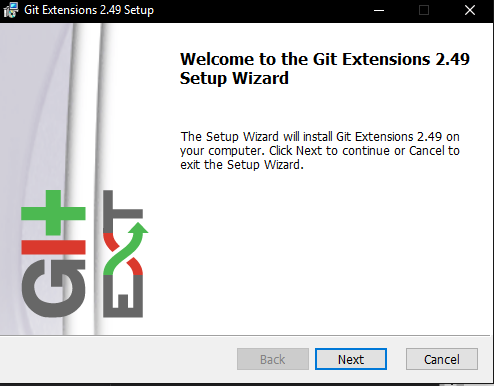 Git Extensions 2.49 Setup
Welcome to the Git Extensions 2.49
Setup Wizard
The Setup Wizard will install Git Extensions 2.49 on
your computer. Click Next to continue or Cancel to
exit the Setup Wizard.
GIT
EXT
Back
Next
Cancel